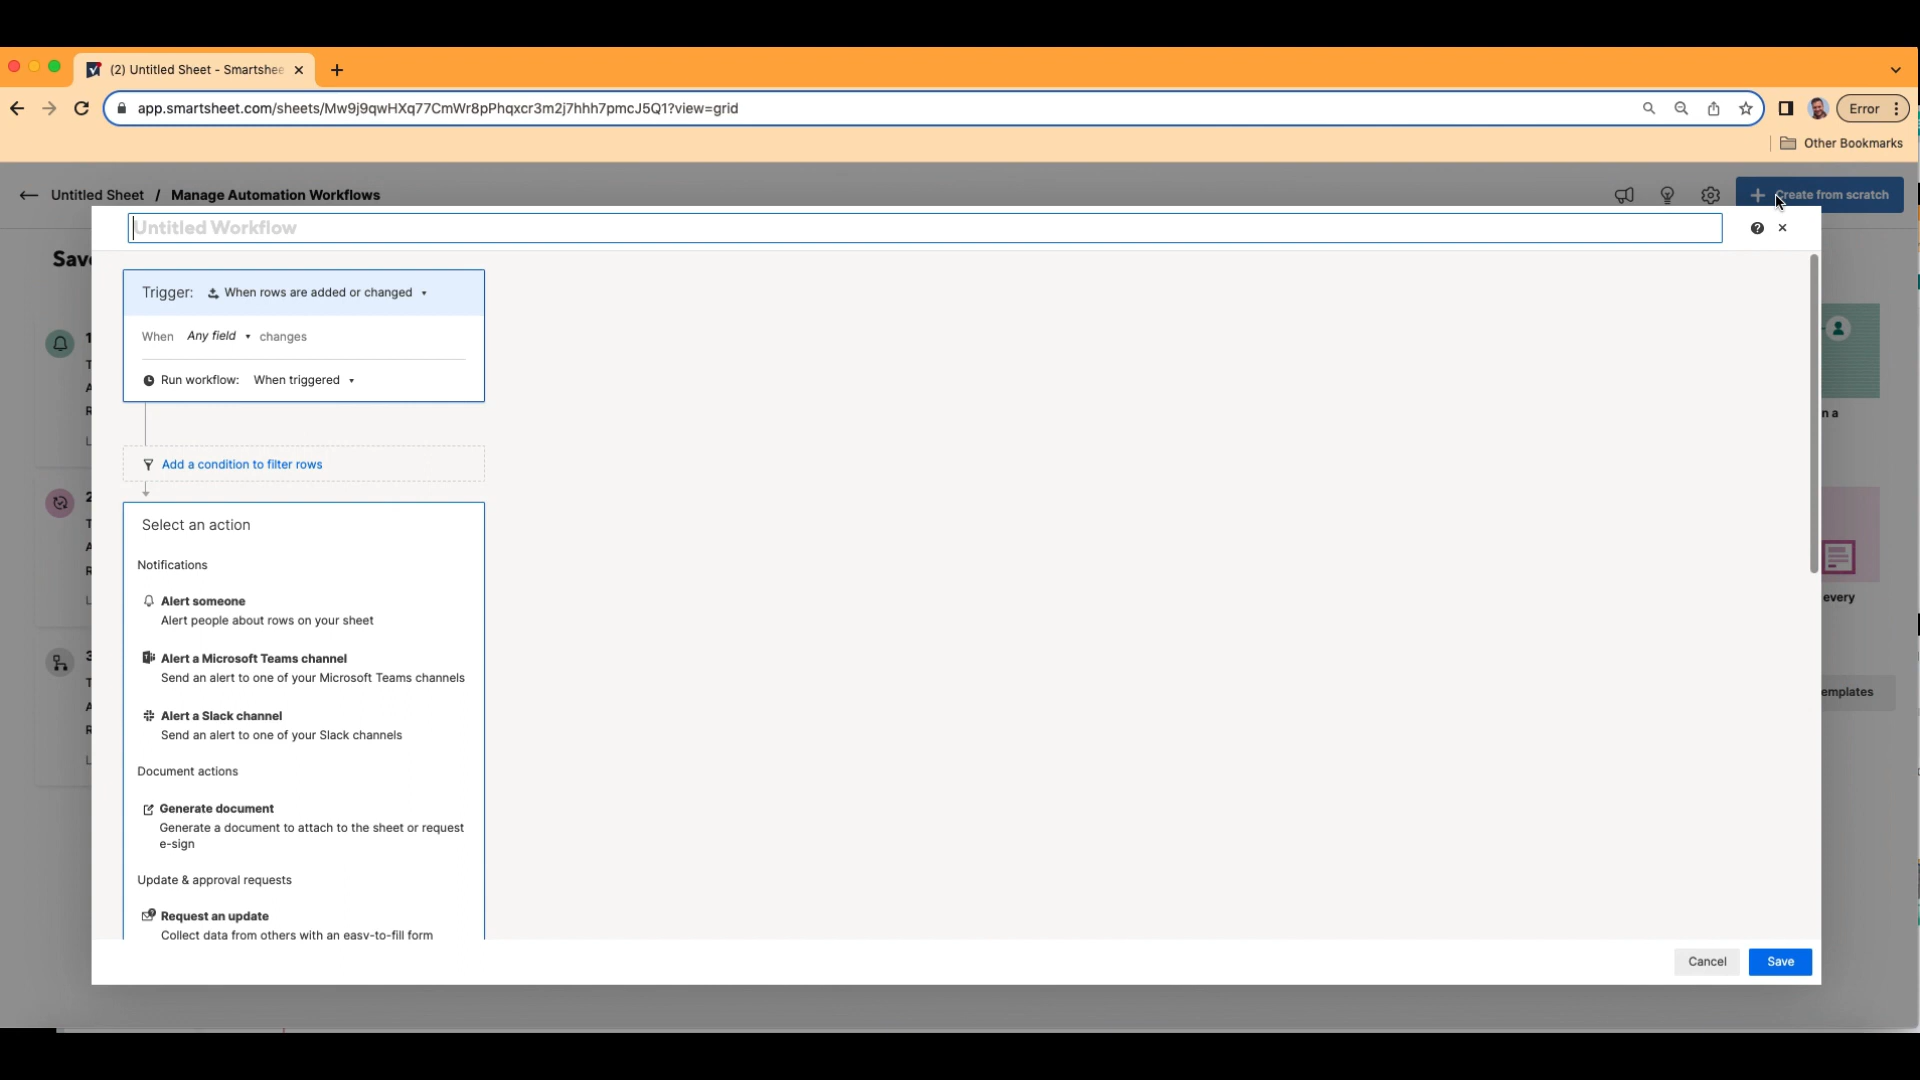 (2) Untitled Sheet - Smartshee
app.smartsheet.com/sheets/Mw9j9qwHXq77CmWr8pPhqxcr3m2j7hhh7pmcJ5Q1?view=grid
Error
Other Bookmarks
Untitled Sheet / Manage Automation Workflows
Create from scratch
Untitled Workflow
Trigger: When rows are added or changed
When Any field changes
Run workflow: When triggered
Add a condition to filter rows
Select an action
Notifications
Alert someone
Alert people about rows on your sheet
Alert a Microsoft Teams channel
Send an alert to one of your Microsoft Teams channels
Alert a Slack channel
Send an alert to one of your Slack channels
Document actions
Generate document
Generate a document to attach to the sheet or request
e-sign
Update & approval requests
Request an update
Collect data from others with an easy-to-fill form
Cancel
Save
n a
every
emplates